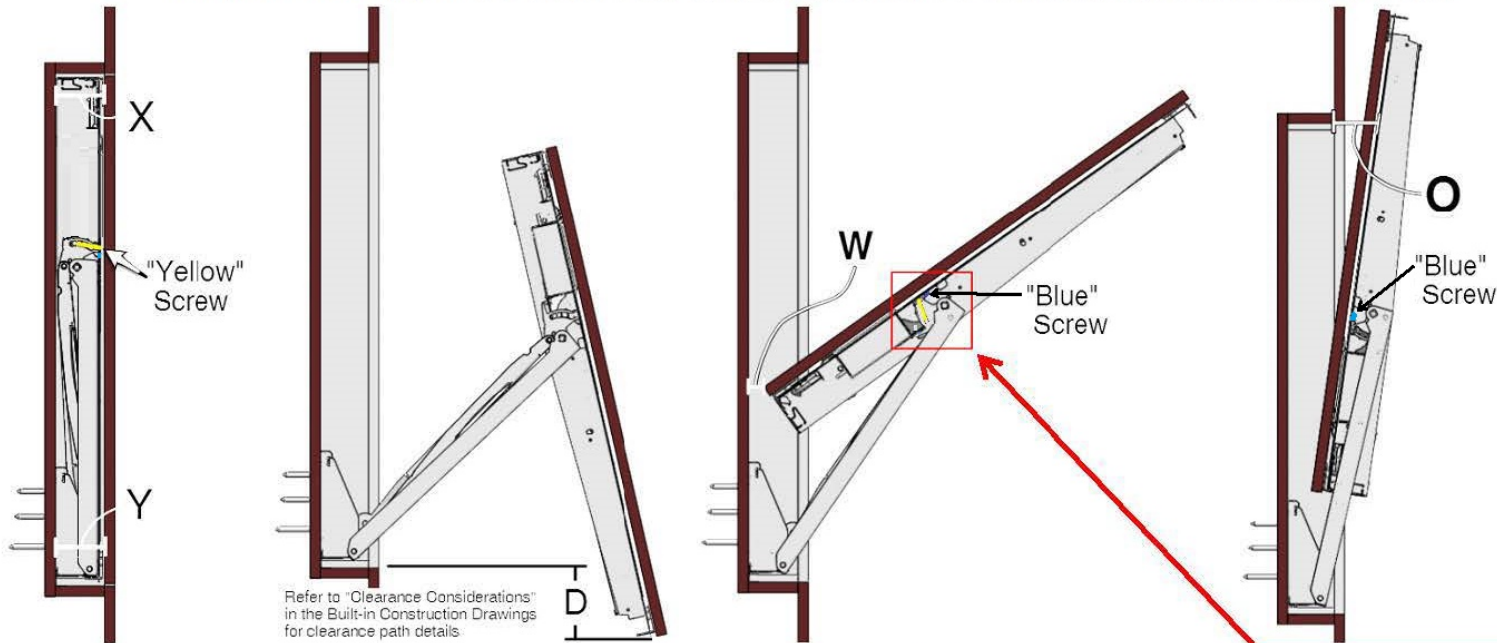 X
"Yellow"
Screw
Y
Refer to "Clearance Considerations"
in the Built-in Construction Drawings
for clearance path details
D
W
"Blue"
Screw
O
"Blue"
Screw